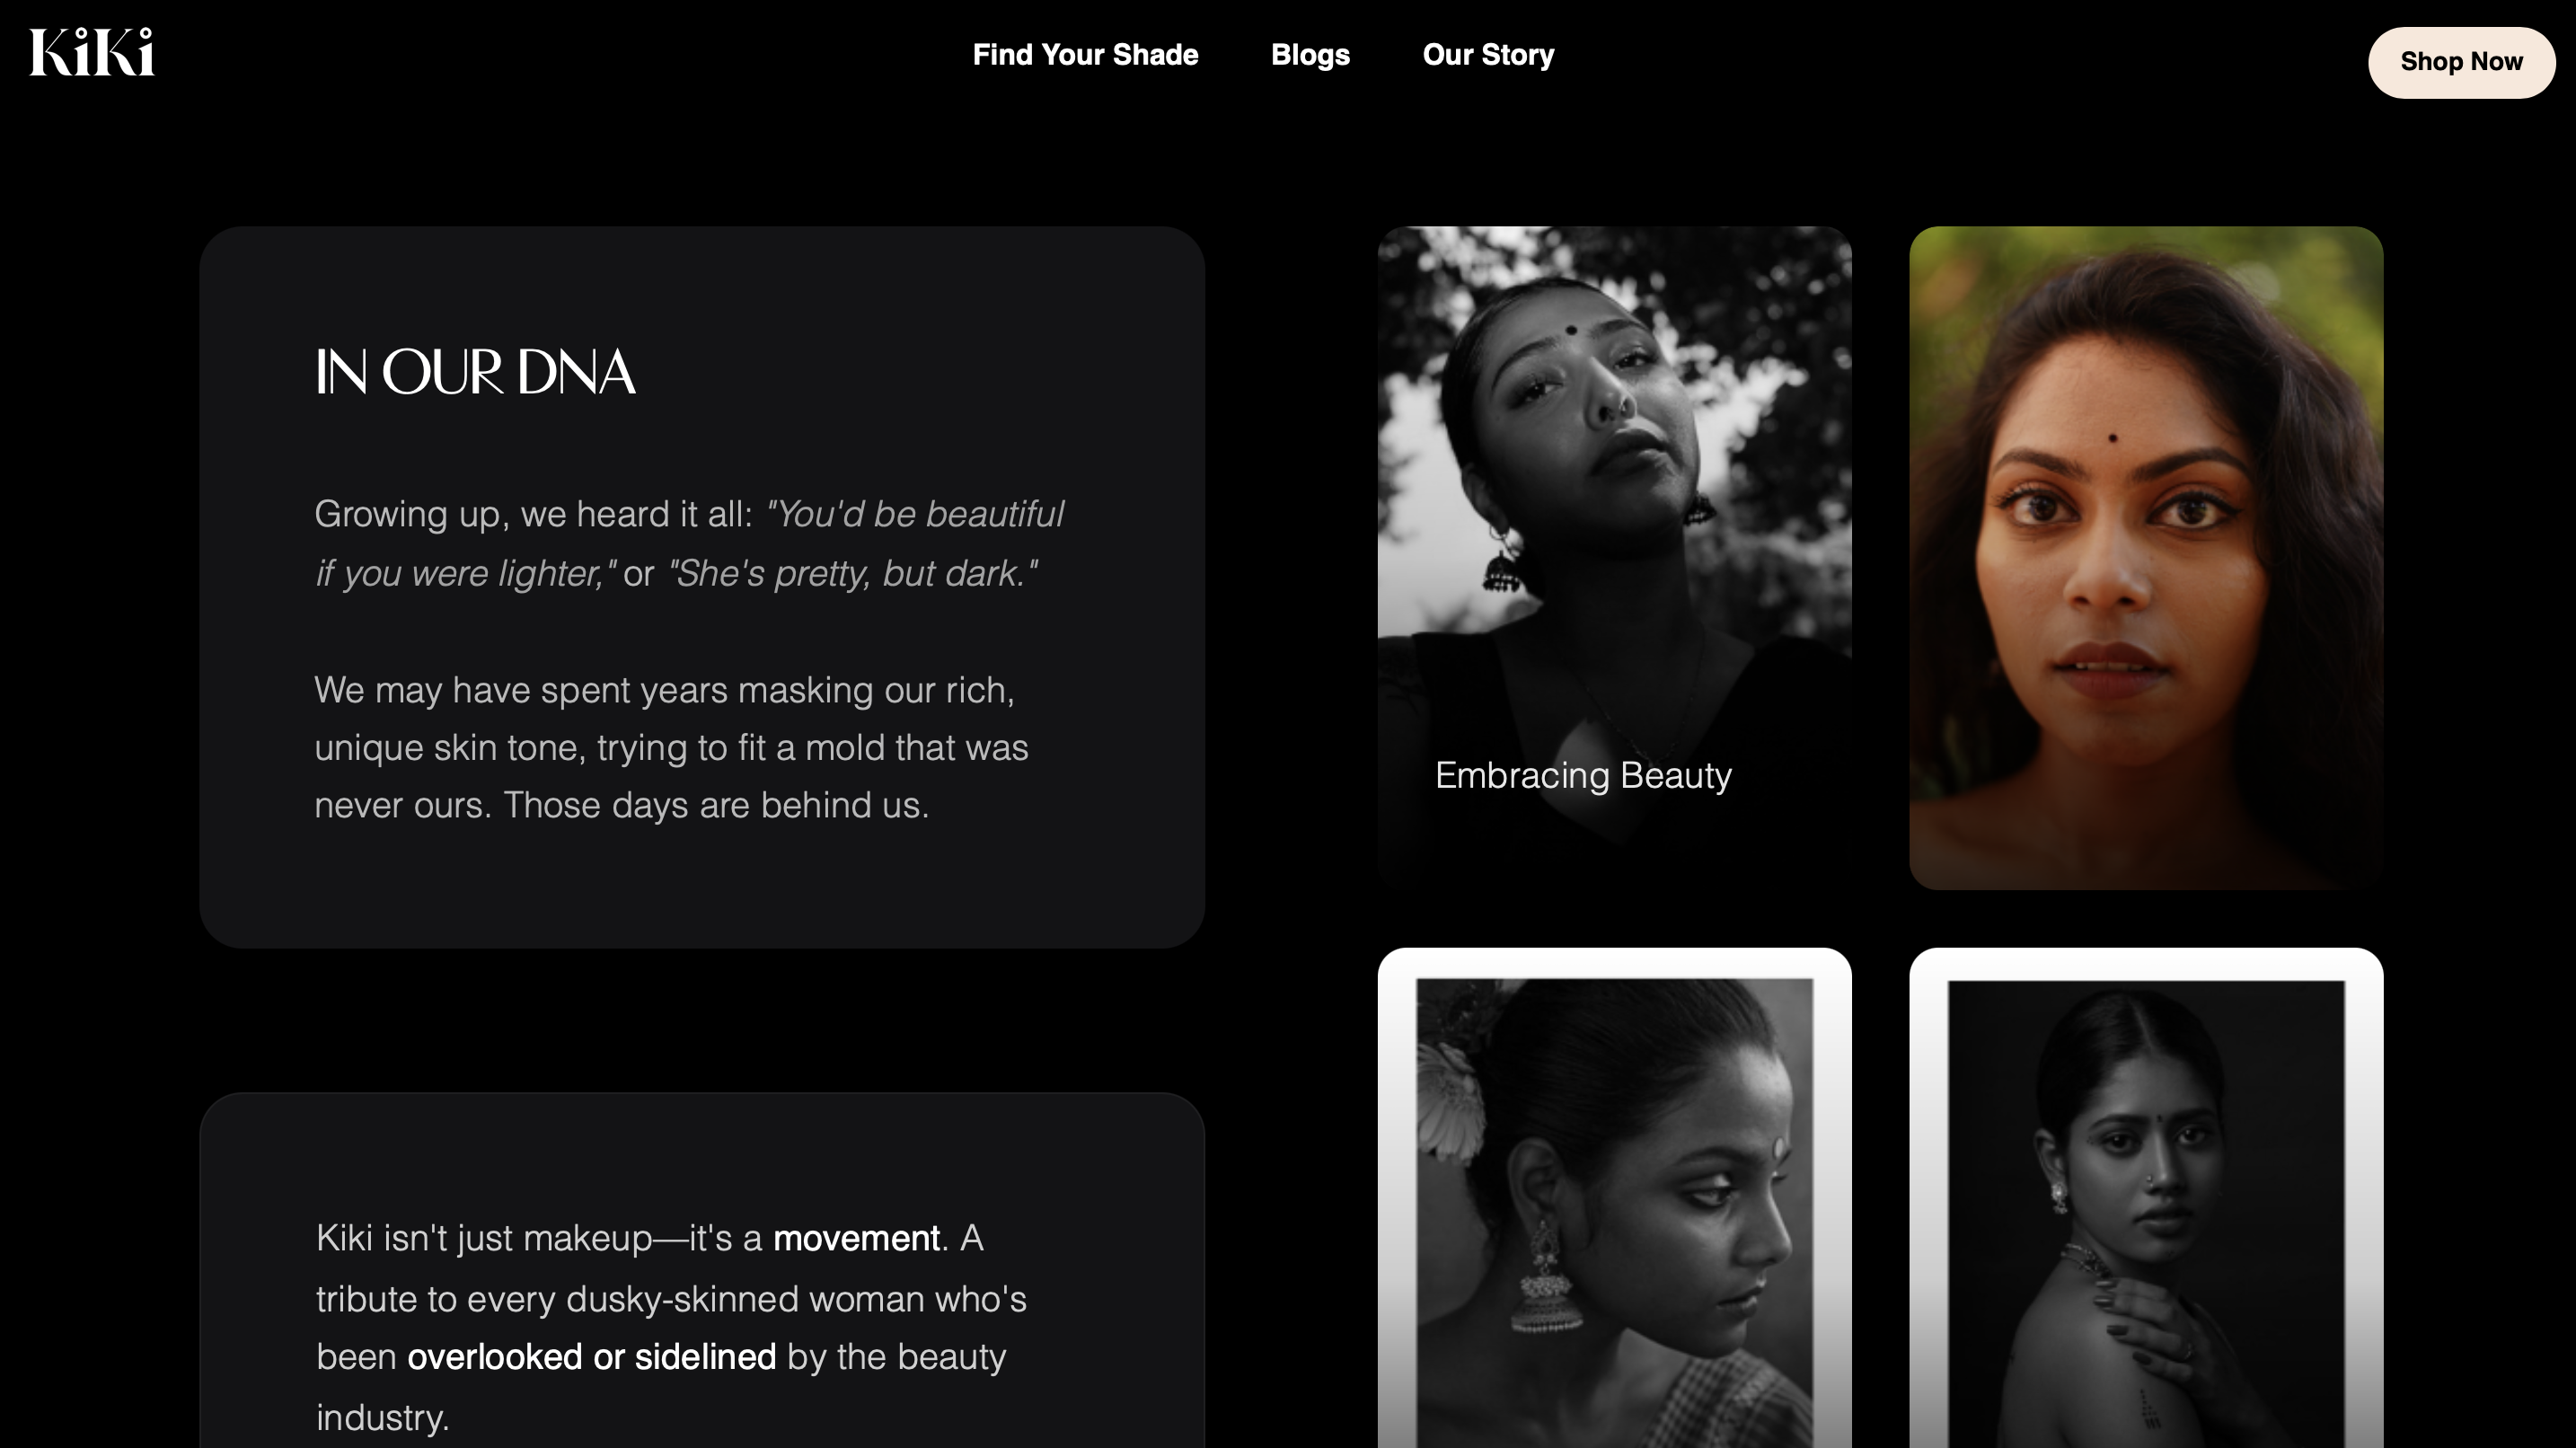 KiKi
Find Your Shade
Blogs
Our Story
Shop Now
IN OUR DNA
Growing up, we heard it all: "You'd be beautiful
if you were lighter," or "She's pretty, but dark."
We may have spent years masking our rich,
unique skin tone, trying to fit a mold that was
never ours. Those days are behind us.
Embracing Beauty
Kiki isn't just makeup—it's a movement. A
tribute to every dusky-skinned woman who's
been overlooked or sidelined by the beauty
industry.